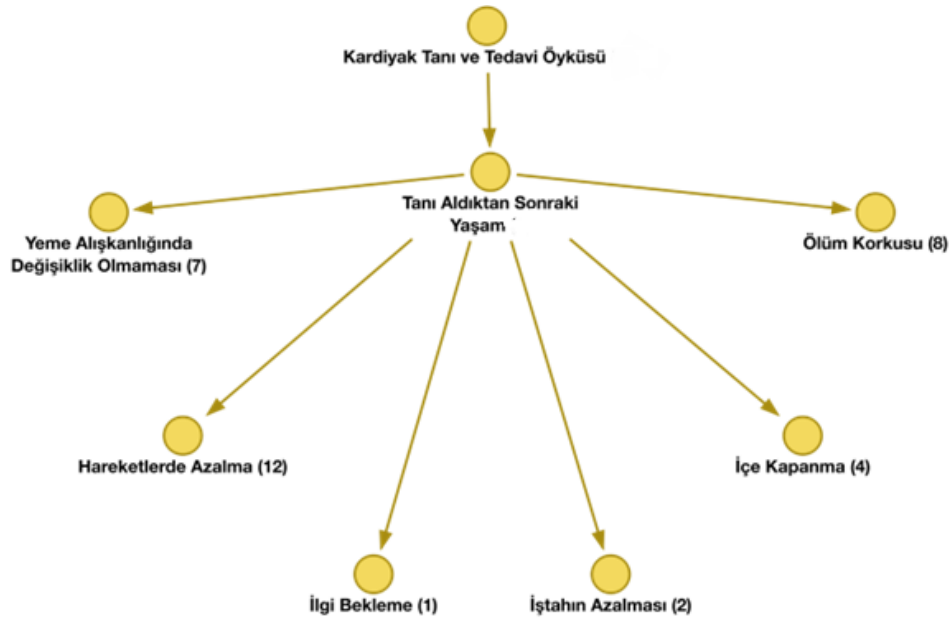 Kardiyak Tanı ve Tedavi Öyküsü
Tanı Aldıktan Sonraki
Yaşam
Yeme Alışkanlığında
Değişiklik Olmaması (7)
Ölüm Korkusu (8)
Hareketlerde Azalma (12)
İçe Kapanma (4)
İlgi Bekleme (1)
İştahın Azalması (2)